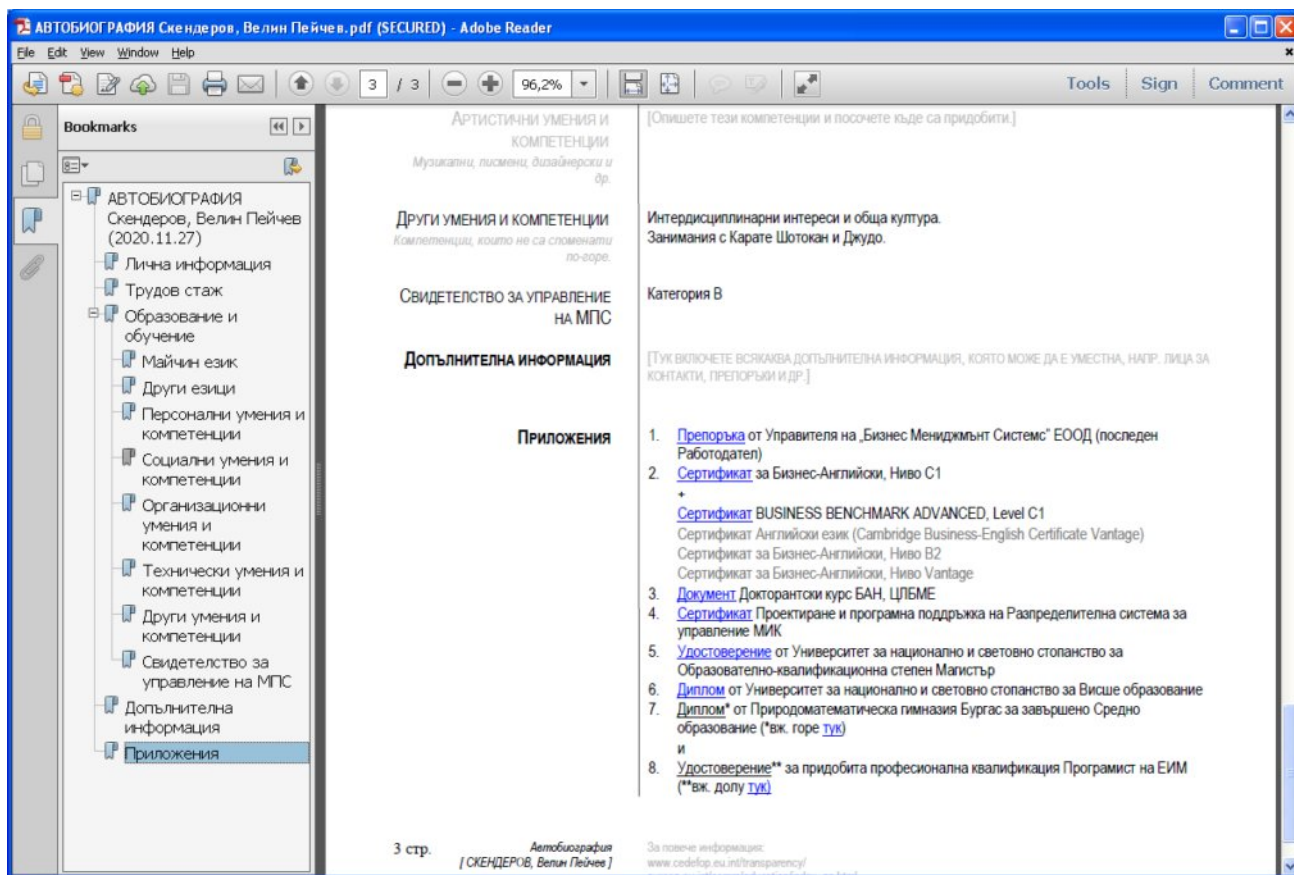 АВТОБИОГРАФИЯ Скендеров, Велин Пейчев.pdf (SECURED) - Adobe Reader
File Edit View Window Help
3 / 3
96,2%
Tools
Sign
Comment
Bookmarks
АВТОБИОГРАФИЯ
Скендеров, Велин Пейчев
(2020.11.27)
Лична информация
Трудов стаж
Образование и
обучение
Майчин език
Други езици
Персонални умения и
компетенции
Социални умения и
компетенции
Организационни
умения и
компетенции
Технически умения и
компетенции
Други умения и
компетенции
Свидетелство за
управление на МПС
Допълнителна
информация
Приложения
АРТИСТИЧНИ УМЕНИЯ И
КОМПЕТЕНЦИИ
Музикални, писмени, дизайнерски и
др.
[Опишете тези компетенции и посочете къде са придобити.]
ДРУГИ УМЕНИЯ И КОМПЕТЕНЦИИ
Компетенции, които не са споменати
по-горе.
Интердисциплинарни интереси и обща култура.
Занимания с Карате Шотокан и Джудо.
СВИДЕТЕЛСТВО ЗА УПРАВЛЕНИЕ
НА МПС
Категория В
ДОПЪЛНИТЕЛНА ИНФОРМАЦИЯ
[ТУК ВКЛЮЧЕТЕ ВСЯКАКВА ДОПЪЛНИТЕЛНА ИНФОРМАЦИЯ, КОЯТО МОЖЕ ДА Е УМЕСТНА, НАПР. ЛИЦА ЗА
КОНТАКТИ, ПРЕПОРЪКИ И ДР.]
ПРИЛОЖЕНИЯ
1. Препоръка от Управителя на „Бизнес Мениджмънт Системс" ЕООД (последен
Работодател)
2. Сертификат за Бизнес-Английски, Ниво C1
+
Сертификат BUSINESS BENCHMARK ADVANCED, Level C1
Сертификат Английски език (Cambridge Business-English Certificate Vantage)
Сертификат за Бизнес-Английски, Ниво B2
Сертификат за Бизнес-Английски, Ниво Vantage
3. Документ Докторантски курс БАН, ЦЛБМЕ
4. Сертификат Проектиране и програмна поддръжка на Разпределителна система за
управление МИК
5. Удостоверение от Университет за национално и световно стопанство за
Образователно-квалификационна степен Магистър
6. Диплом от Университет за национално и световно стопанство за Висше образование
7. Диплом* от Природоматематическа гимназия Бургас за завършено Средно
образование (*вж. горе тук)
и
8. Удостоверение** за придобита професионална квалификация Програмист на ЕИМ
(**вж. долу тук)
3 стр.
Автобиография
[ СКЕНДЕРОВ, Велин Пейчев ]
За повече информация:
www.cedefop.eu.int/transparency/